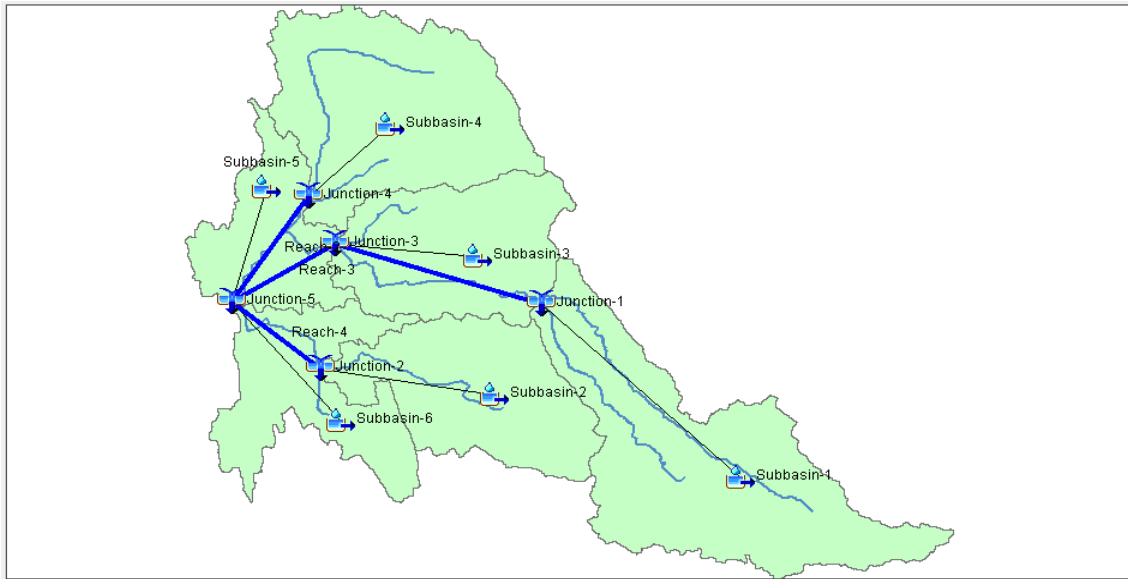 Subbasin-4
Subbasin-5
Junction-4
Junction-3
Reach
Subbasin-3
Reach-3
Junction-5
Junction-1
Reach-4
Junction-2
Subbasin-2
Subbasin-6
Subbasin-1